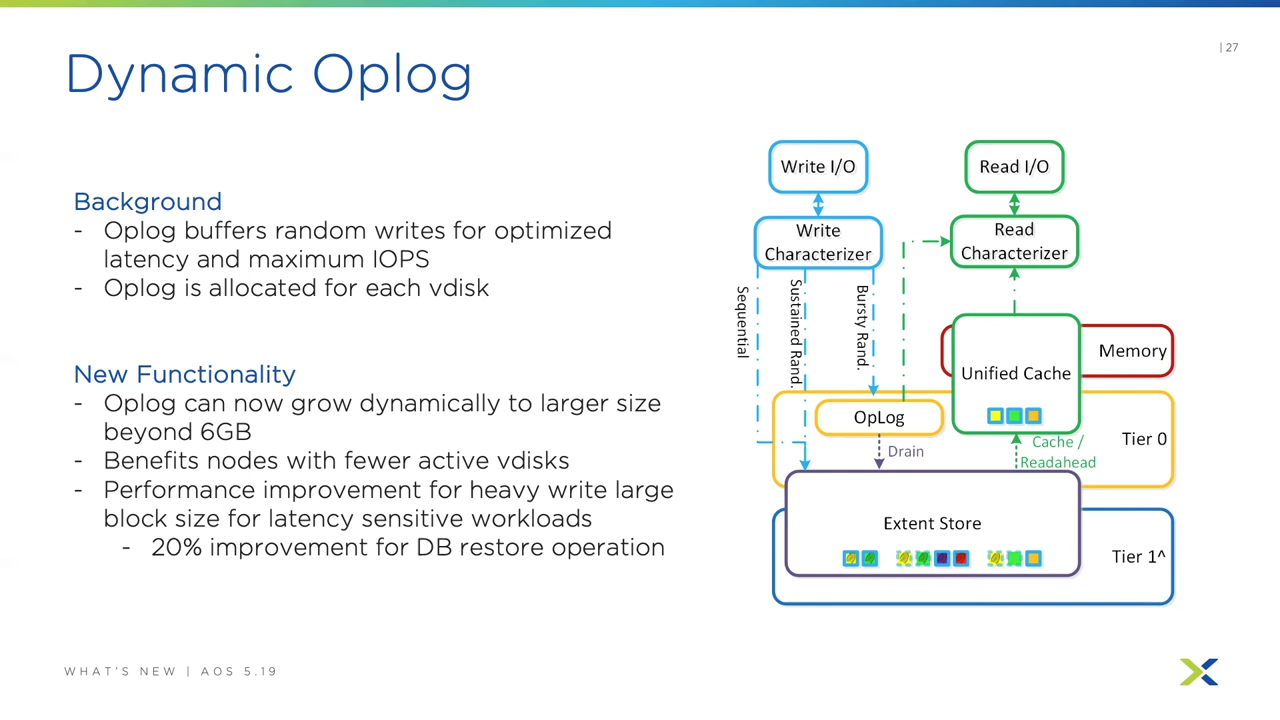 | 27
Dynamic Oplog
Background
- Oplog buffers random writes for optimized
latency and maximum IOPS
- Oplog is allocated for each vdisk
New Functionality
- Oplog can now grow dynamically to larger size
beyond 6GB
- Benefits nodes with fewer active vdisks
- Performance improvement for heavy write large
block size for latency sensitive workloads
- 20% improvement for DB restore operation
Write I/O
Read I/O
Write
Characterizer
Read
Characterizer
Sequential
Sustained Rand.
Bursty Rand.
Memory
Unified Cache
OpLog
Tier 0
Drain
Cache /
Readahead
Extent Store
Tier 1^
WHAT'S NEW | AOS 5.19